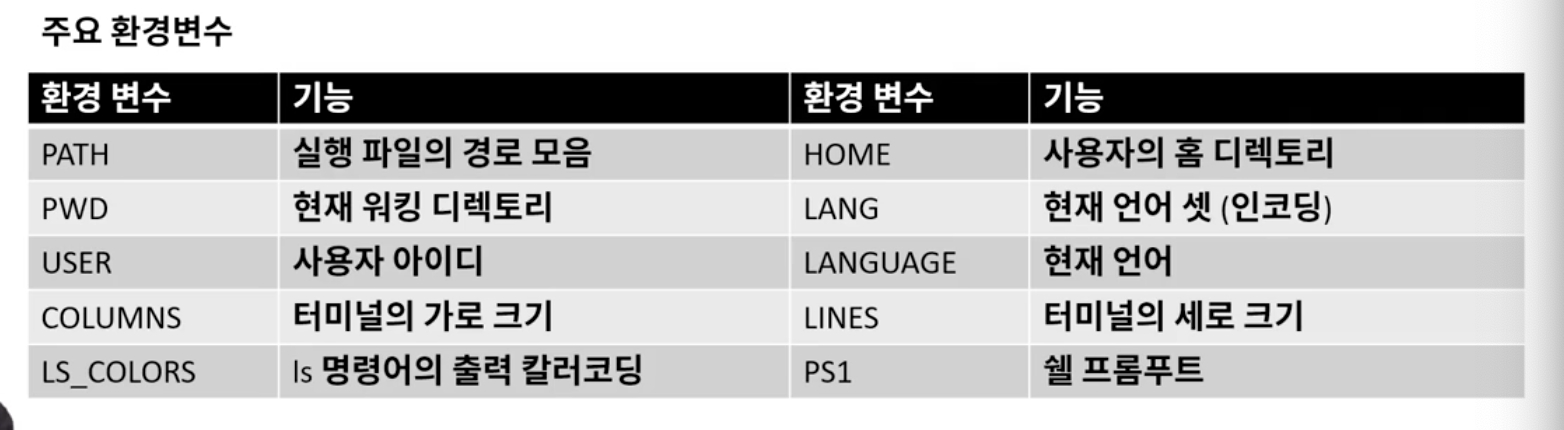 주요 환경변수
환경 변수 기능 환경 변수 기능
PATH 실행 파일의 경로 모음 HOME 사용자의 홈 디렉토리
PWD 현재 워킹 디렉토리 LANG 현재 언어 셋 (인코딩)
USER 사용자 아이디 LANGUAGE 현재 언어
COLUMNS 터미널의 가로 크기 LINES 터미널의 세로 크기
LS_COLORS ls 명령어의 출력 칼러코딩 PS1 쉘 프롬푸트